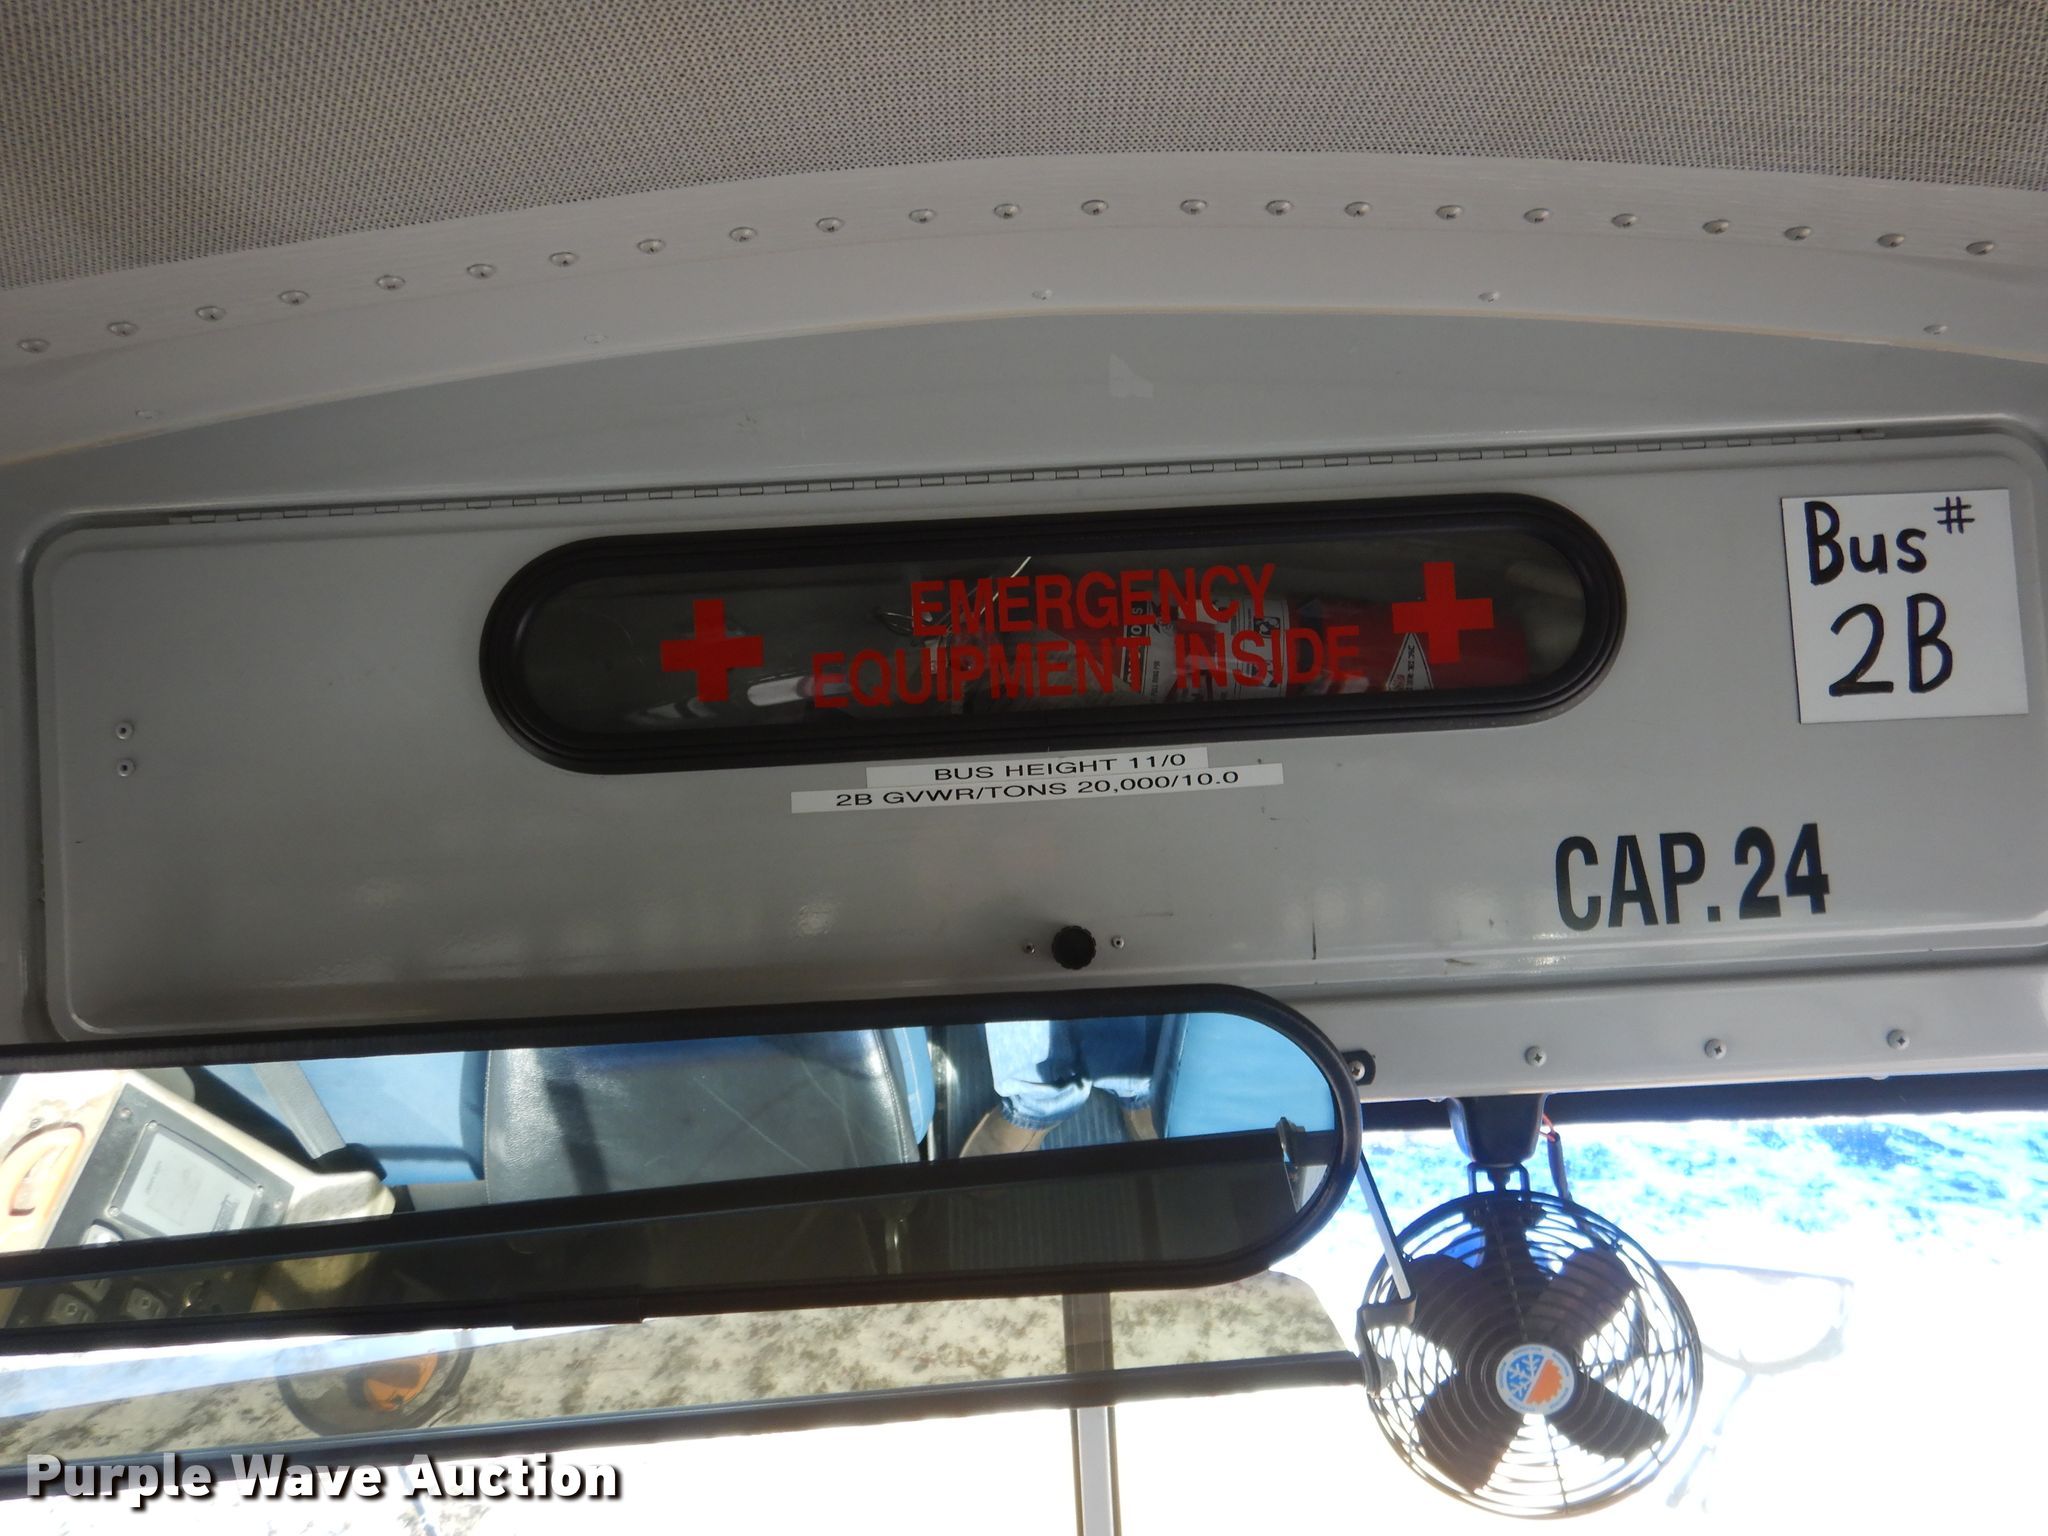 Bus #
2B
EMERGENCY
EQUIPMENT INSIDE
BUS HEIGHT 11/0
2B GVWR/TONS 20,000/10.0
CAP. 24
Purple Wave Auction